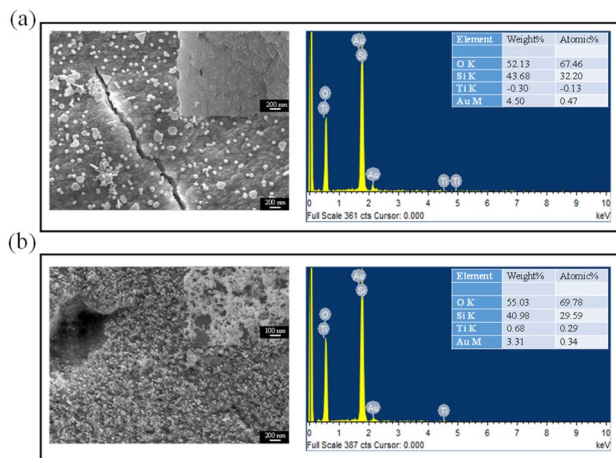 (a)
200 nm
200 nm
Au
Si
O
Ti
Au
Ti
Ti
Element Weight% Atomic%
O K 52.13 67.46
Si K 43.68 32.20
Ti K -0.30 -0.13
Au M 4.50 0.47
0 1 2 3 4 5 6 7 8 9 10
Full Scale 361 cts Cursor: 0.000 keV
(b)
100 nm
200 nm
Au
Si
O
Ti
Au
Ti
Element Weight% Atomic%
O K 55.03 69.78
Si K 40.98 29.59
Ti K 0.68 0.29
Au M 3.31 0.34
0 1 2 3 4 5 6 7 8 9 10
Full Scale 387 cts Cursor: 0.000 keV